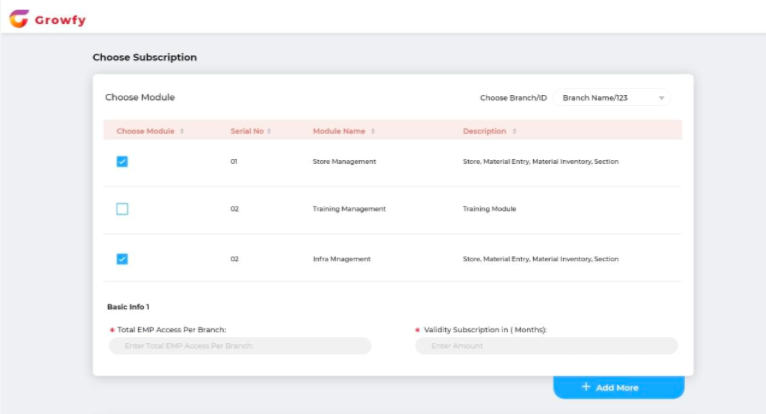 Growfy
Choose Subscription
Choose Module
Choose Branch/ID Branch Name/123
Choose Module Serial No Module Name Description
01 Store Management Store, Material Entry, Material Inventory, Section
02 Training Management Training Module
02 Infra Mnagement Store, Material Entry, Material Inventory, Section
Basic Info 1
* Total EMP Access Per Branch: * Validity Subscription in ( Months):
Enter Total EMP Access Per Branch: Enter Amount
+ Add More